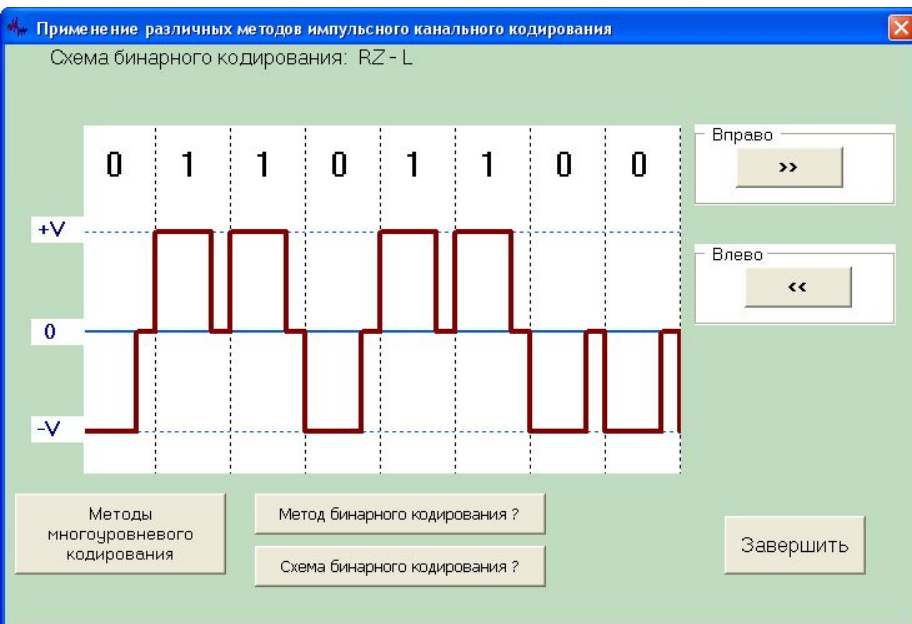 Применение различных методов импульсного канального кодирования
Схема бинарного кодирования: RZ - L
0 1 1 0 1 1 0 0
+V
0
-V
Вправо
>>
Влево
<<
Методы
многоуровневого
кодирования
Метод бинарного кодирования ?
Схема бинарного кодирования ?
Завершить